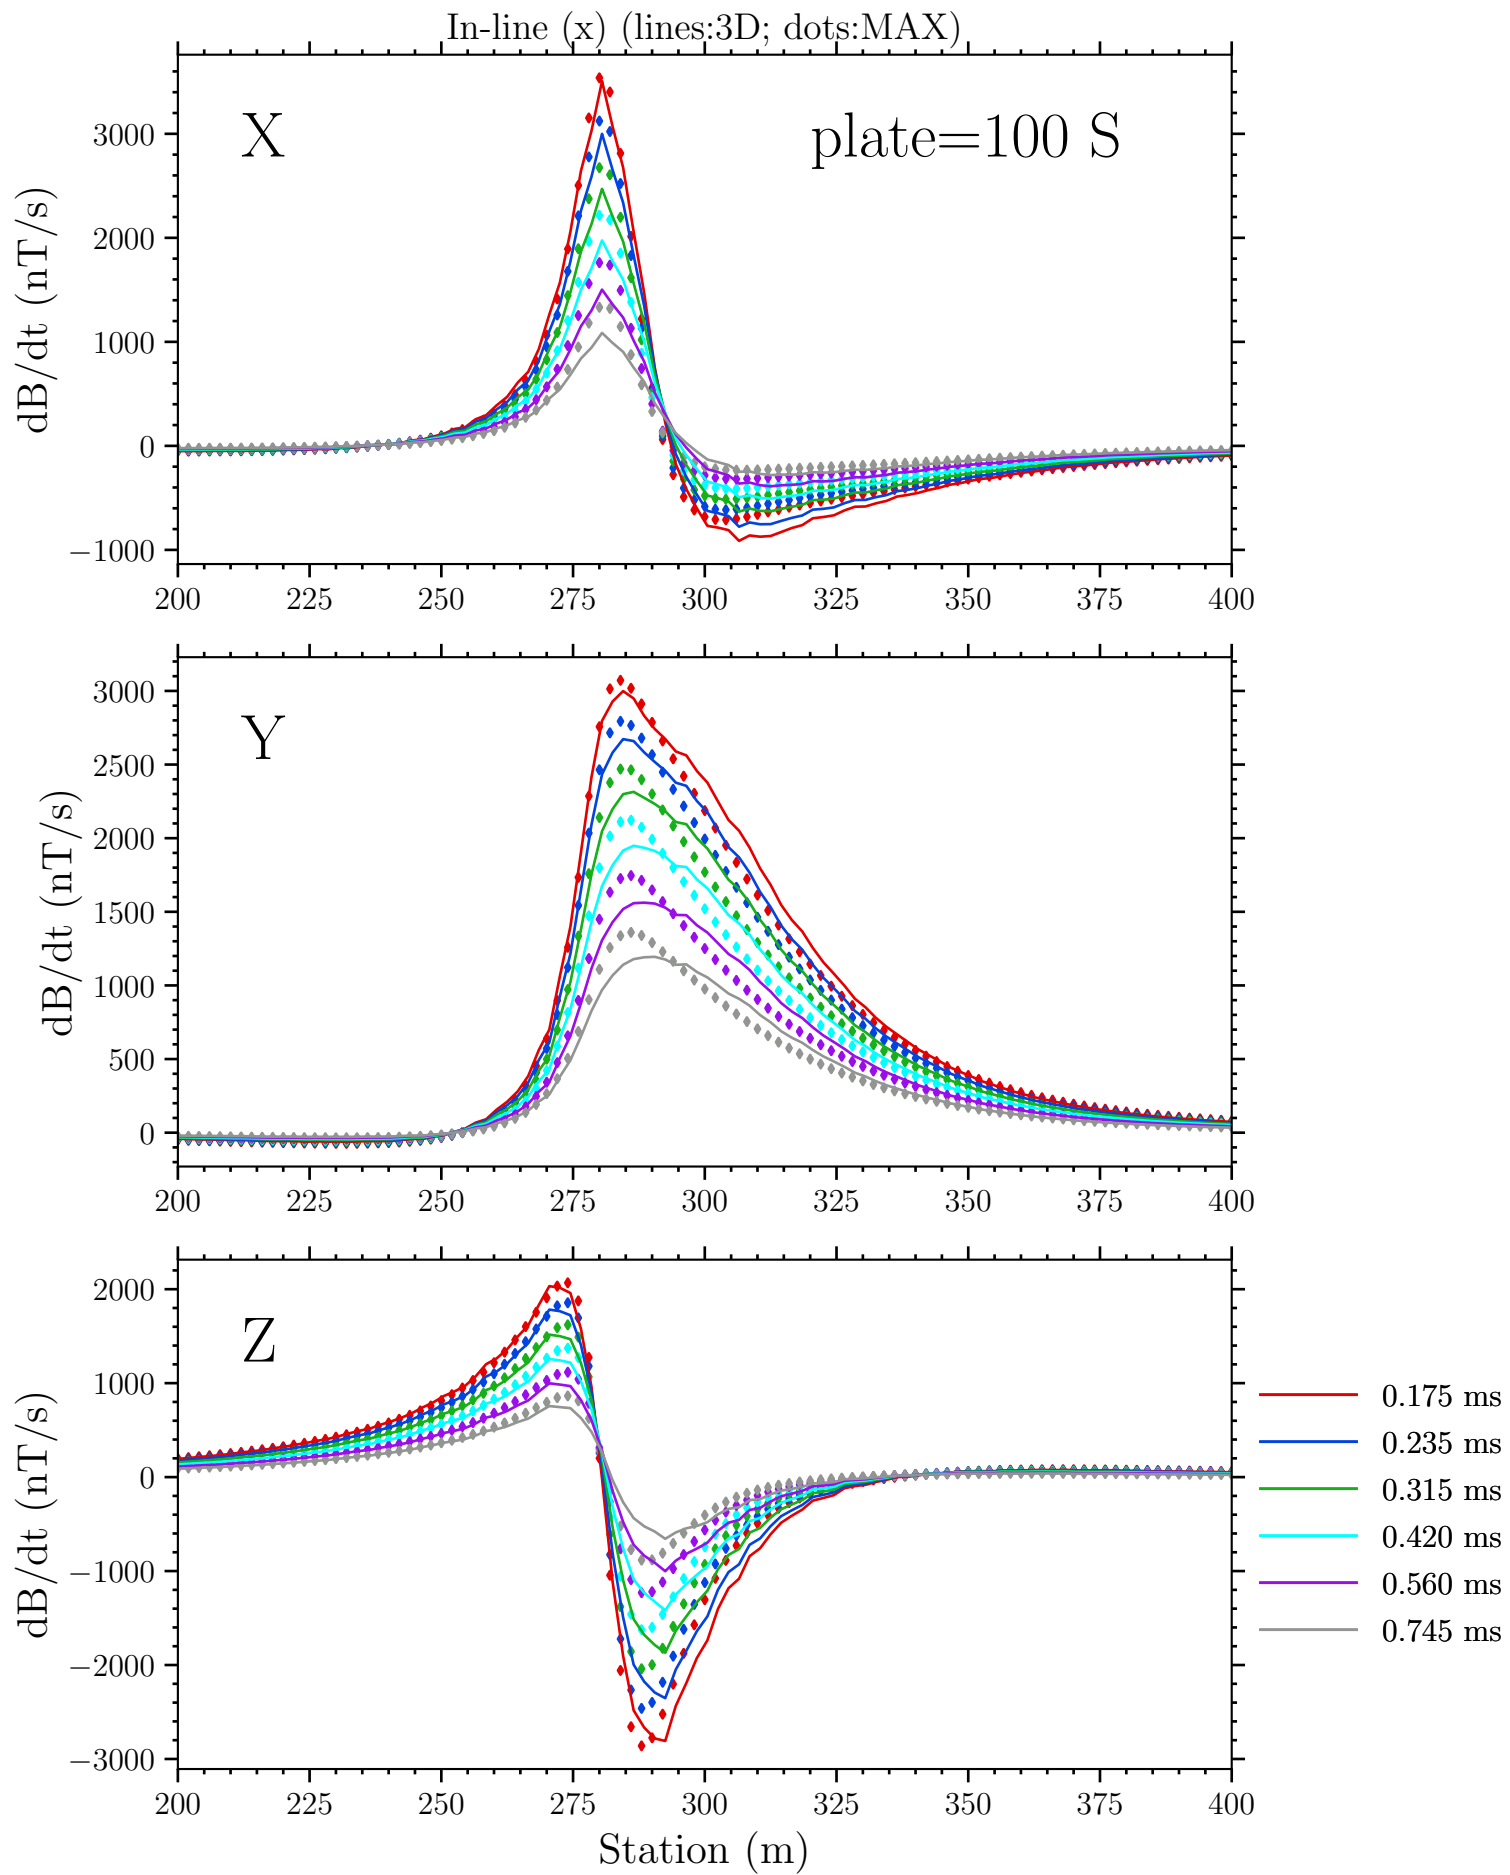 In-line (x) (lines:3D; dots:MAX)
X
plate=100 S
dB/dt (nT/s)
3000
2000
1000
0
−1000
200 225 250 275 300 325 350 375 400
Y
dB/dt (nT/s)
3000
2500
2000
1500
1000
500
0
200 225 250 275 300 325 350 375 400
Z
dB/dt (nT/s)
2000
1000
0
−1000
−2000
−3000
200 225 250 275 300 325 350 375 400
Station (m)
0.175 ms
0.235 ms
0.315 ms
0.420 ms
0.560 ms
0.745 ms